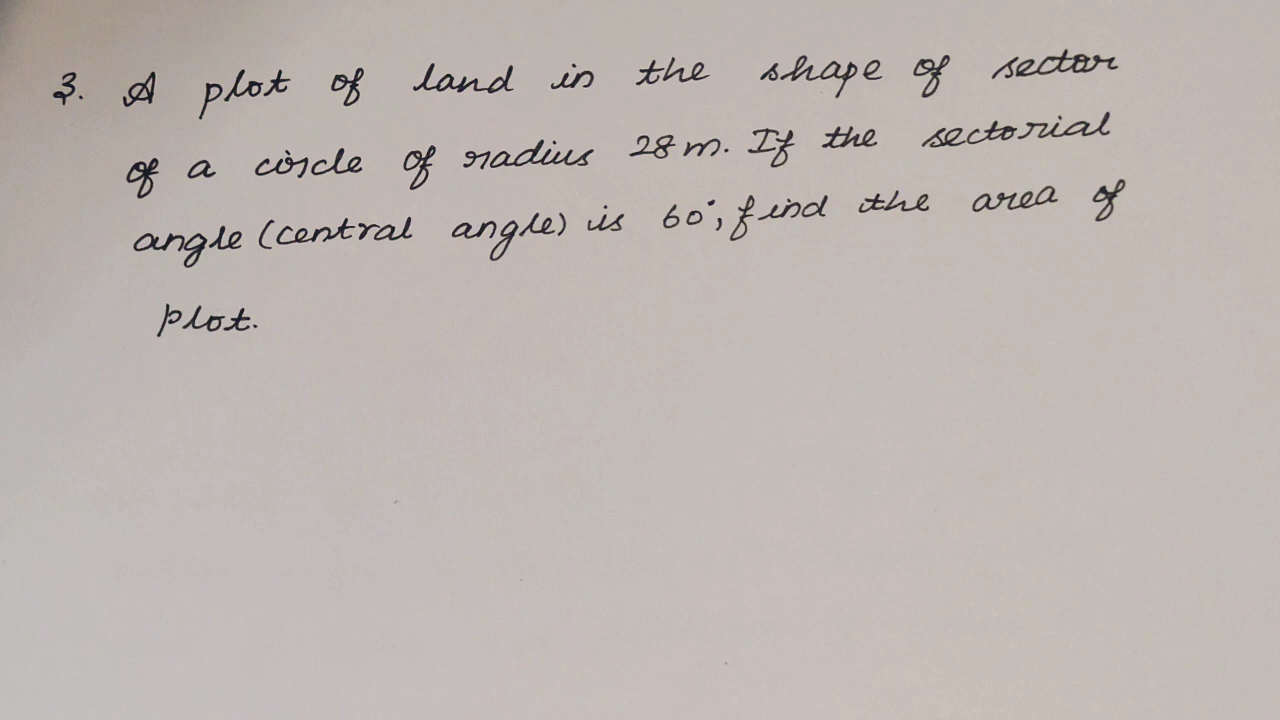 3. A plot of land in the shape of sector
of a circle of radius 28 m. If the sectorial
angle (central angle) is 60°, find the area of
plot.